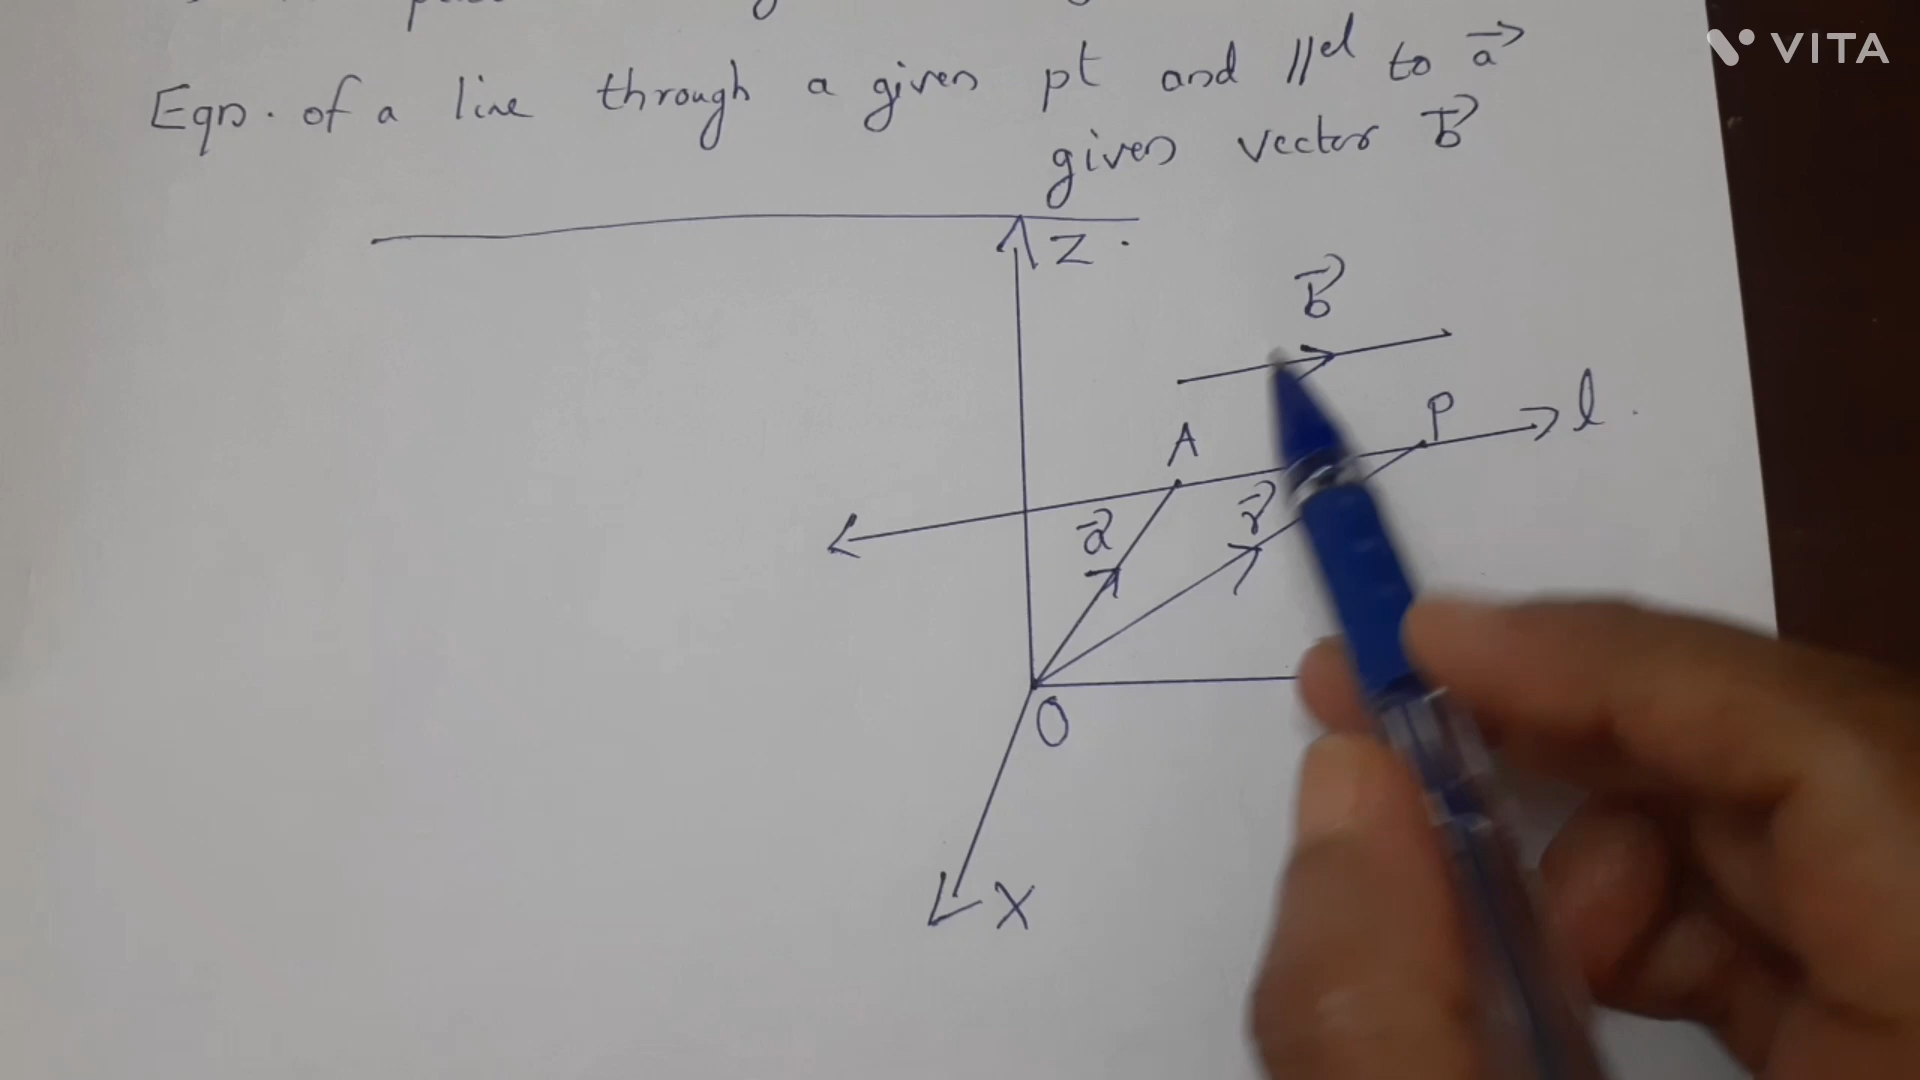 VITA
Eqn. of a line through a given pt and ||el to a⃗
given vector b⃗
Z
b⃗
P
l
A
a⃗
r⃗
O
X